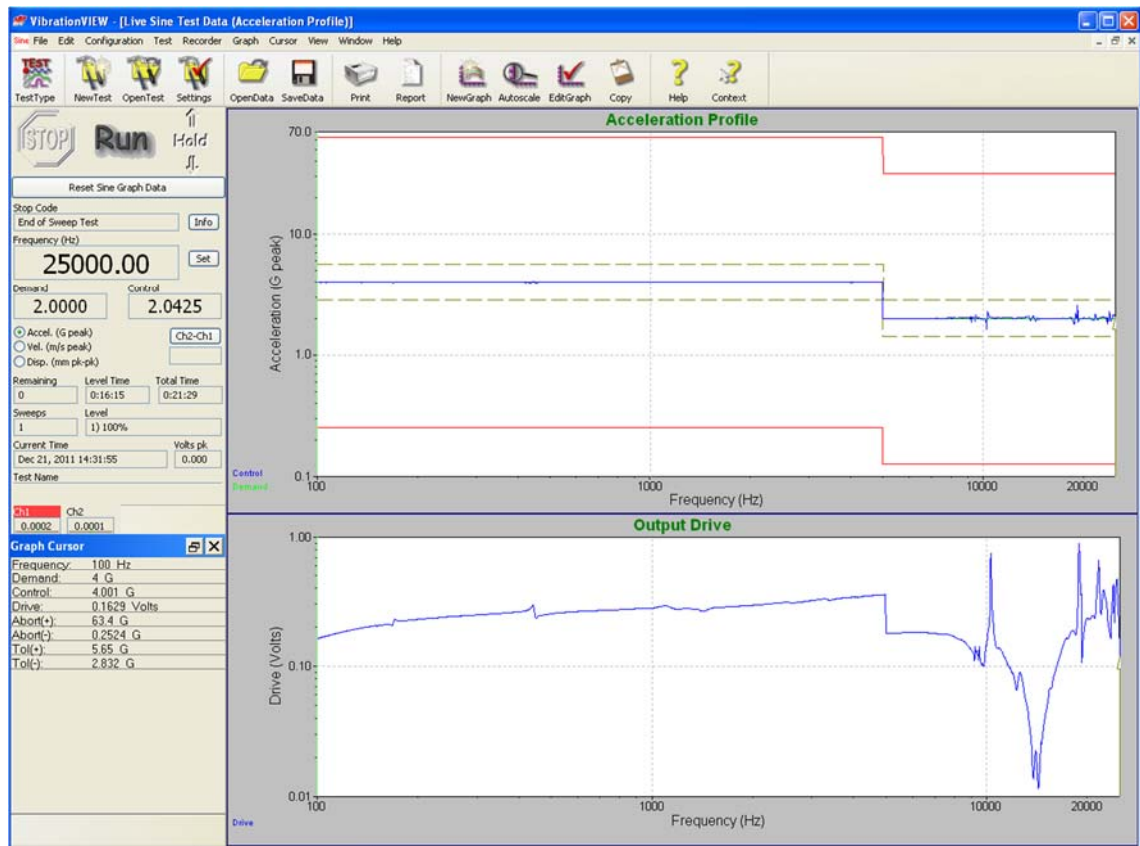 VibrationVIEW - [Live Sine Test Data (Acceleration Profile)]
Sine File Edit Configuration Test Recorder Graph Cursor View Window Help
TEST
TestType NewTest OpenTest Settings OpenData SaveData Print Report NewGraph Autoscale EditGraph Copy Help Context
STOP Run Hold
Reset Sine Graph Data
Stop Code
End of Sweep Test Info
Frequency (Hz)
25000.00 Set
Demand Control
2.0000 2.0425
Accel. (G peak) Ch2-Ch1
Vel. (m/s peak)
Disp. (mm pk-pk)
Remaining Level Time Total Time
0 0:16:15 0:21:29
Sweeps Level
1 1) 100%
Current Time Volts pk
Dec 21, 2011 14:31:55 0.000
Test Name
Ch1 Ch2
0.0002 0.0001
Graph Cursor
Frequency: 100 Hz
Demand: 4 G
Control: 4.001 G
Drive: 0.1629 Volts
Abort(+): 63.4 G
Abort(-): 0.2524 G
Tol(+): 5.65 G
Tol(-): 2.832 G
Acceleration Profile
70.0
10.0
1.0
0.1
Acceleration (G peak)
Control
Demand
100 1000 10000 20000
Frequency (Hz)
Output Drive
1.00
0.10
0.01
Drive (Volts)
Drive
100 1000 10000 20000
Frequency (Hz)